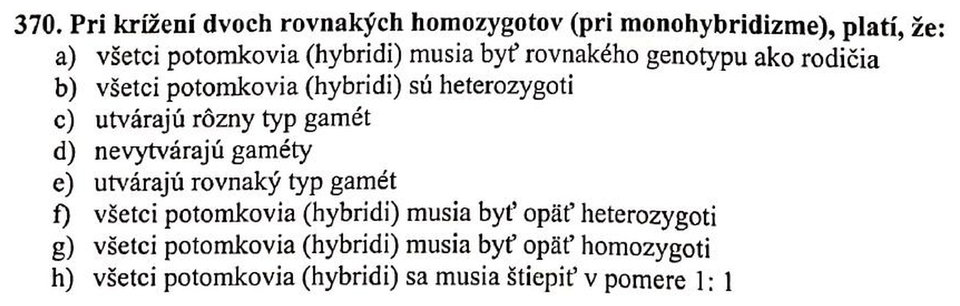 370. Pri krížení dvoch rovnakých homozygotov (pri monohybridizme), platí, že:
a) všetci potomkovia (hybridi) musia byť rovnakého genotypu ako rodičia
b) všetci potomkovia (hybridi) sú heterozygoti
c) utvárajú rôzny typ gamét
d) nevytvárajú gaméty
e) utvárajú rovnaký typ gamét
f) všetci potomkovia (hybridi) musia byť opäť heterozygoti
g) všetci potomkovia (hybridi) musia byť opäť homozygoti
h) všetci potomkovia (hybridi) sa musia štiepiť v pomere 1: 1